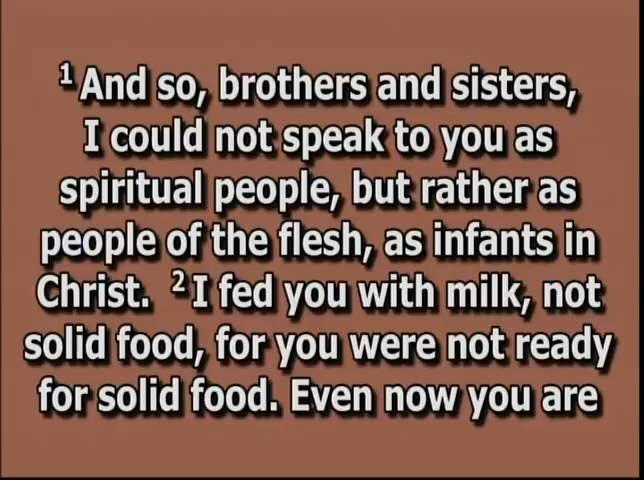 ¹ And so, brothers and sisters,
I could not speak to you as
spiritual people, but rather as
people of the flesh, as infants in
Christ. ² I fed you with milk, not
solid food, for you were not ready
for solid food. Even now you are